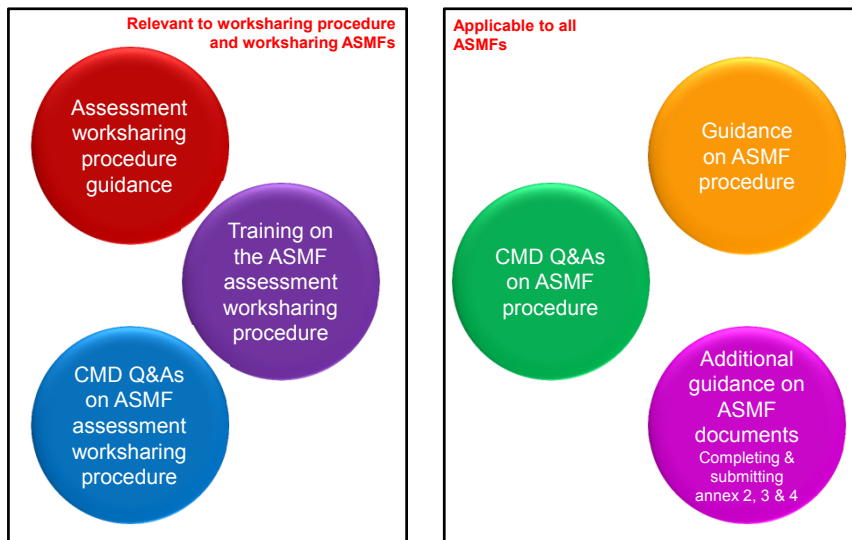 Relevant to worksharing procedure
and worksharing ASMFs
Assessment
worksharing
procedure
guidance
Training on
the ASMF
assessment
worksharing
procedure
CMD Q&As
on ASMF
assessment
worksharing
procedure
Applicable to all
ASMFs
Guidance
on ASMF
procedure
CMD Q&As
on ASMF
procedure
Additional
guidance on
ASMF
documents
Completing &
submitting
annex 2, 3 & 4